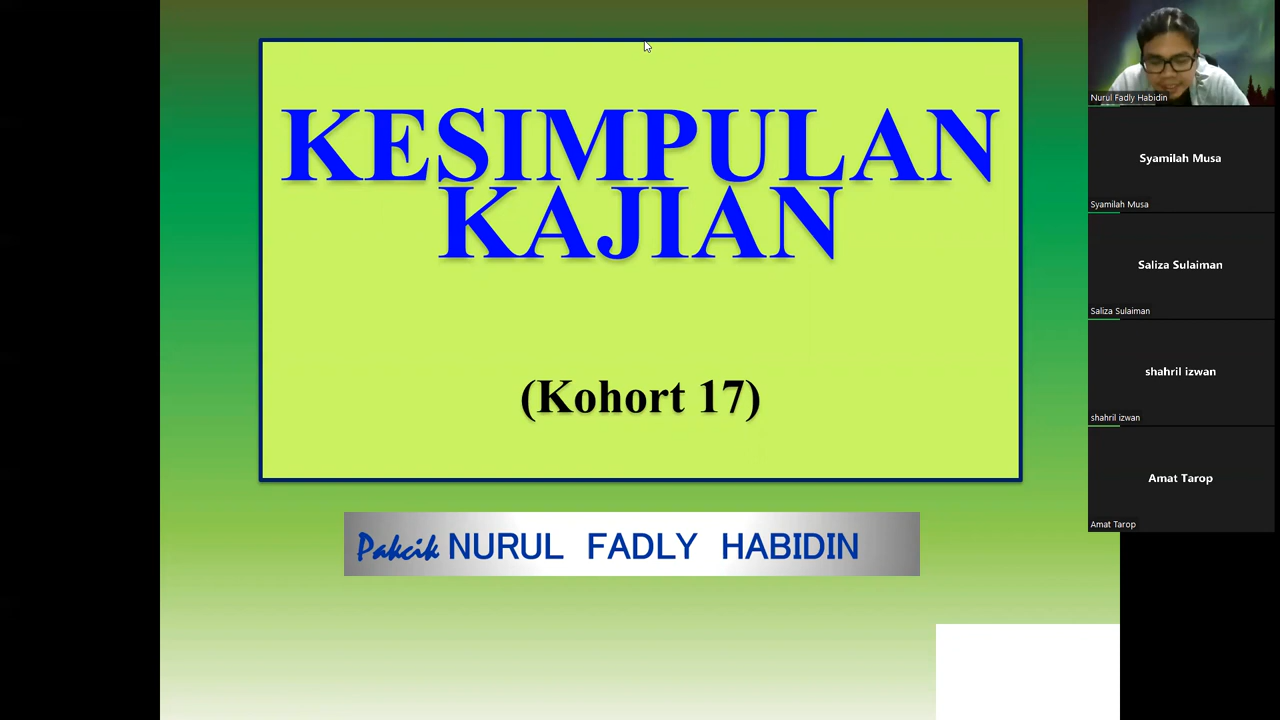 KESIMPULAN
KAJIAN
(Kohort 17)
Pakcik NURUL FADLY HABIDIN
Nurul Fadly Habidin
Syamilah Musa
Syamilah Musa
Saliza Sulaiman
Saliza Sulaiman
shahril izwan
shahril izwan
Amat Tarop
Amat Tarop